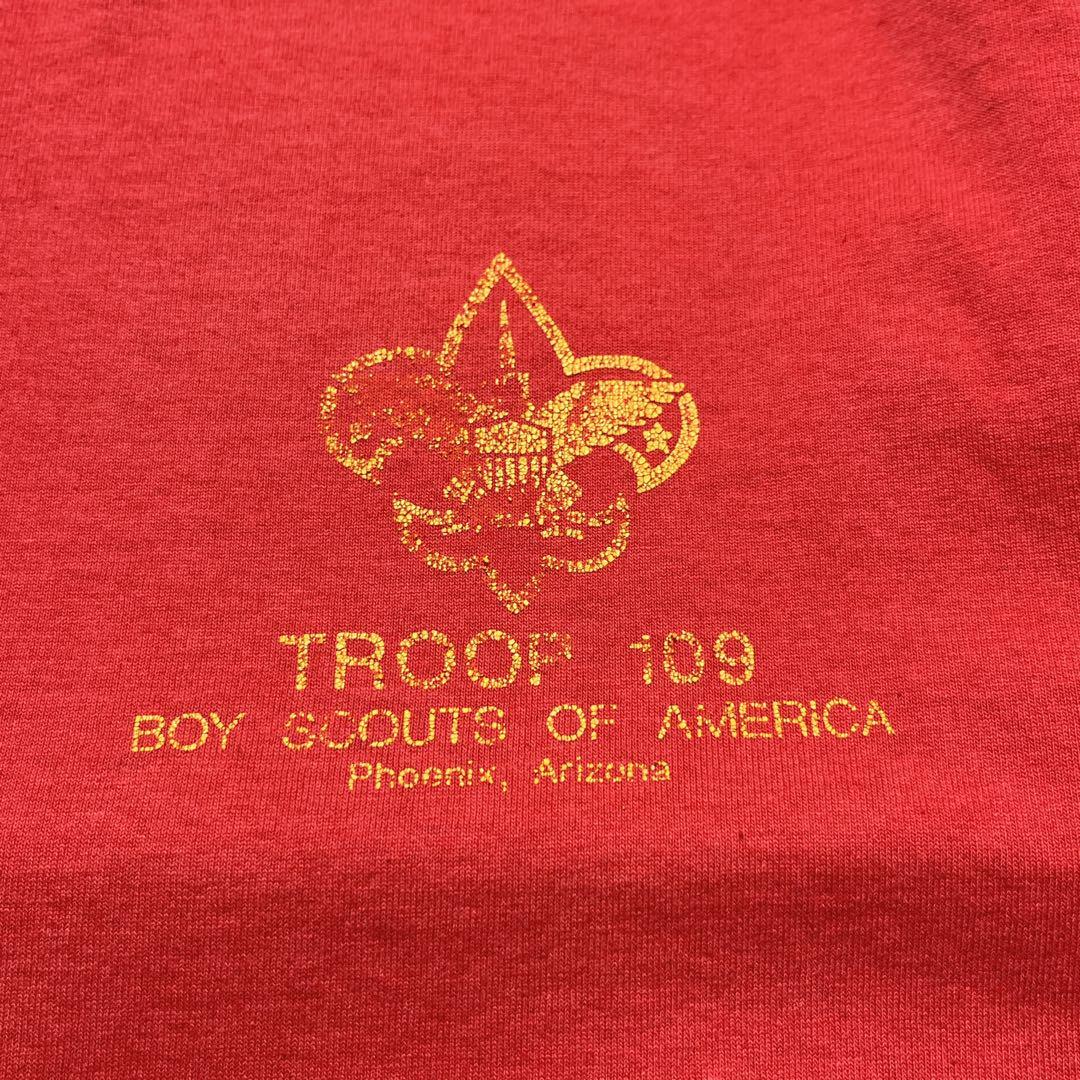 TROOP 109
BOY SCOUTS OF AMERICA
Phoenix, Arizona